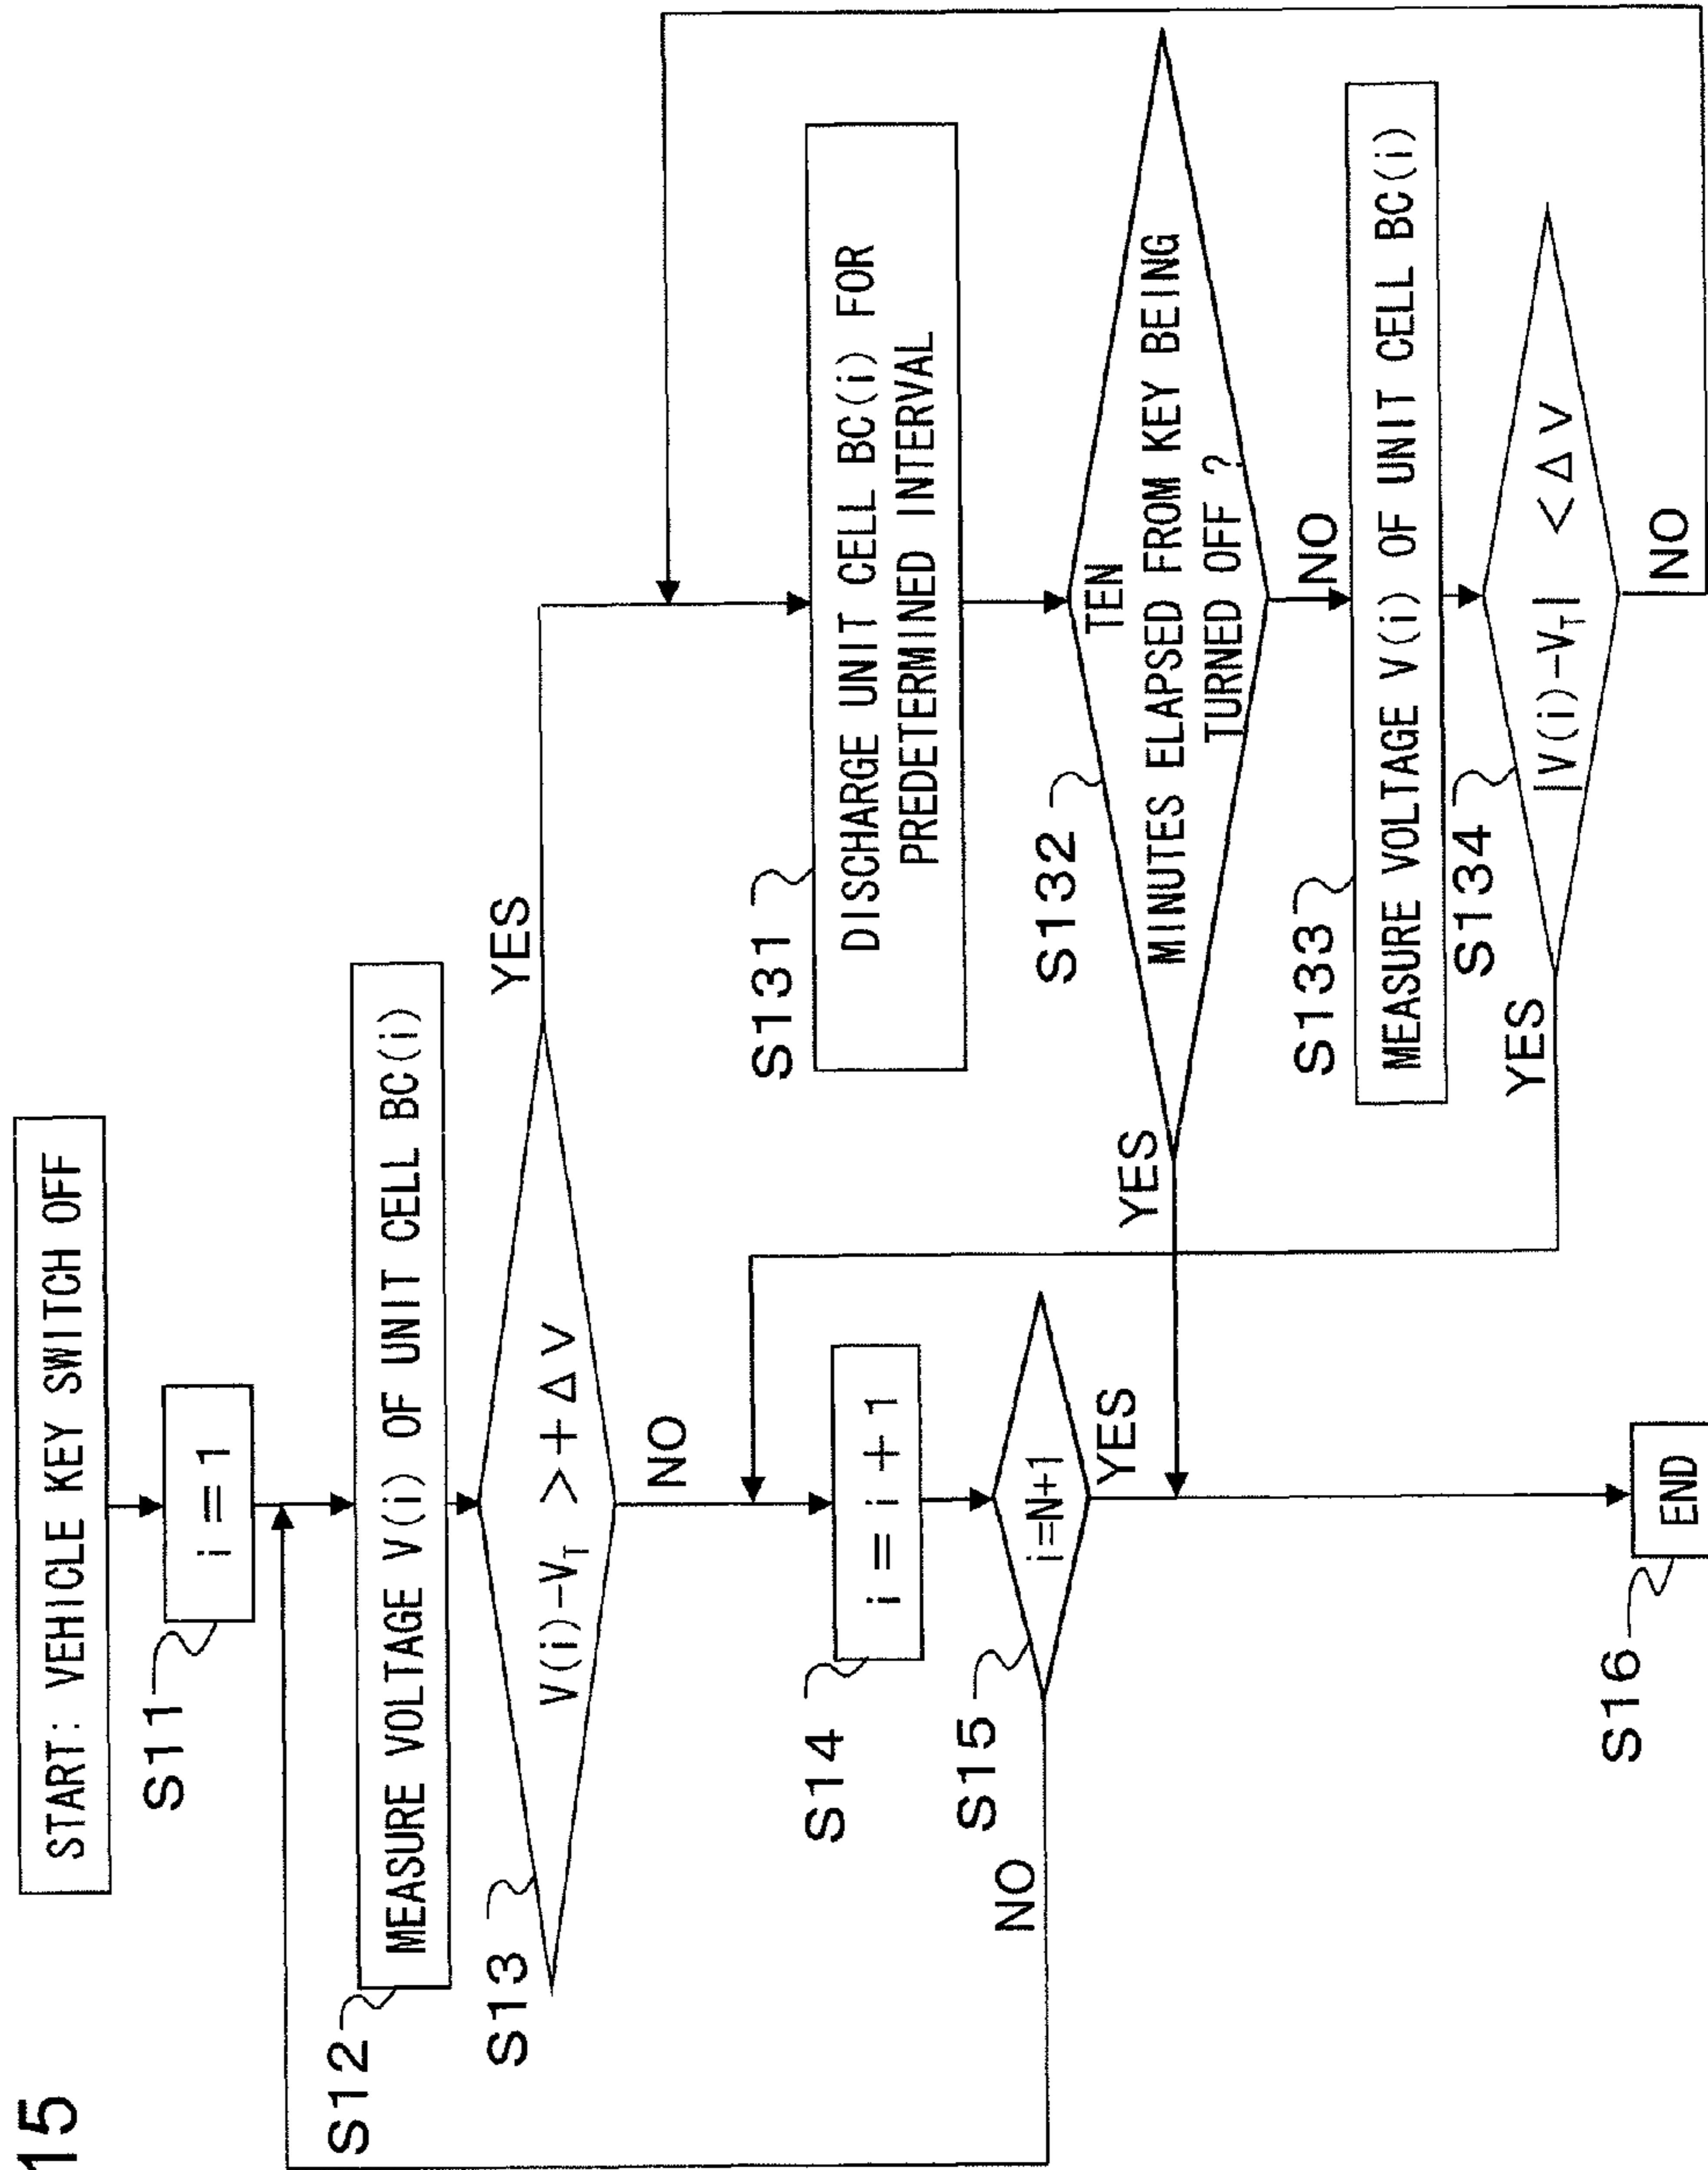 15
START: VEHICLE KEY SWITCH OFF
S11
i = 1
S12
MEASURE VOLTAGE V(i) OF UNIT CELL BC(i)
S13
V(i)-VT > +ΔV
YES
NO
S131
DISCHARGE UNIT CELL BC(i) FOR
PREDETERMINED INTERVAL
S132
TEN
MINUTES ELAPSED FROM KEY BEING
TURNED OFF ?
YES
NO
S133
MEASURE VOLTAGE V(i) OF UNIT CELL BC(i)
S134
|V(i)-VT| < ΔV
YES
NO
S14
i = i + 1
S15
i=N+1
NO
YES
S16
END